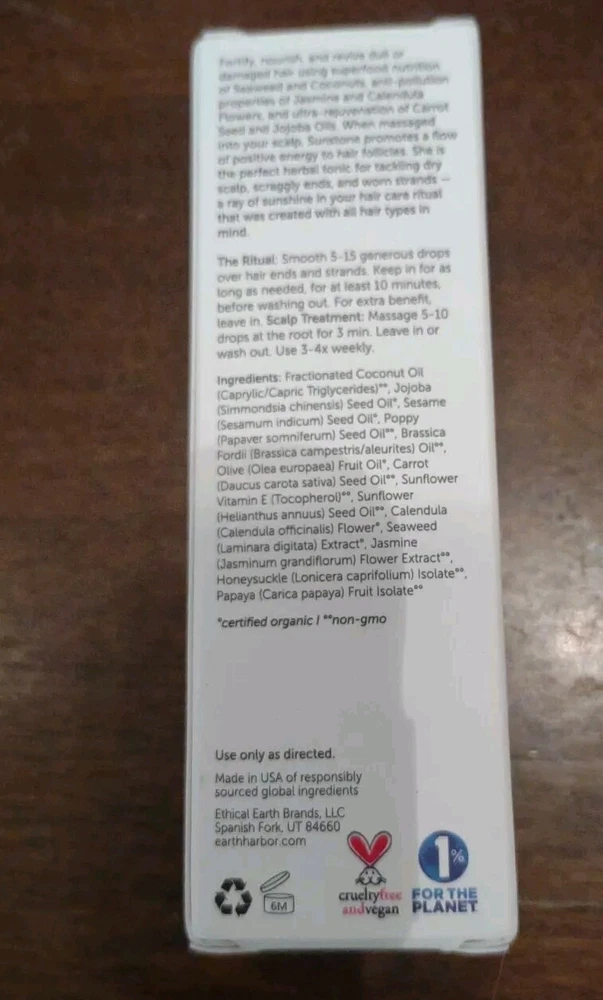 Fortify, nourish, and revive dull or
damaged hair using superfood nutrition
of Seaweed and Coconuts, anti-pollution
properties of Jasmine and Calendula
Flowers, and ultra-rejuvenation of Carrot
Seed and Jojoba Oils. When massaged
into your scalp, Sunstone promotes a flow
of positive energy to hair follicles. She is
the perfect herbal tonic for tackling dry
scalp, scraggly ends, and worn strands —
a ray of sunshine in your hair care ritual
that was created with all hair types in
mind.
The Ritual: Smooth 5-15 generous drops
over hair ends and strands. Keep in for as
long as needed, for at least 10 minutes,
before washing out. For extra benefit,
leave in. Scalp Treatment: Massage 5-10
drops at the root for 3 min. Leave in or
wash out. Use 3-4x weekly.
Ingredients: Fractionated Coconut Oil
(Caprylic/Capric Triglycerides)**, Jojoba
(Simmondsia chinensis) Seed Oil*, Sesame
(Sesamum indicum) Seed Oil*, Poppy
(Papaver somniferum) Seed Oil**, Brassica
Fordii (Brassica campestris/aleurites) Oil**,
Olive (Olea europaea) Fruit Oil*, Carrot
(Daucus carota sativa) Seed Oil**, Sunflower
Vitamin E (Tocopherol)**, Sunflower
(Helianthus annuus) Seed Oil**, Calendula
(Calendula officinalis) Flower*, Seaweed
(Laminara digitata) Extract*, Jasmine
(Jasminum grandiflorum) Flower Extract**,
Honeysuckle (Lonicera caprifolium) Isolate**,
Papaya (Carica papaya) Fruit Isolate**
*certified organic | **non-gmo
Use only as directed.
Made in USA of responsibly
sourced global ingredients
Ethical Earth Brands, LLC
Spanish Fork, UT 84660
earthharbor.com
6M
crueltyfree
andvegan
1%
FOR THE
PLANET